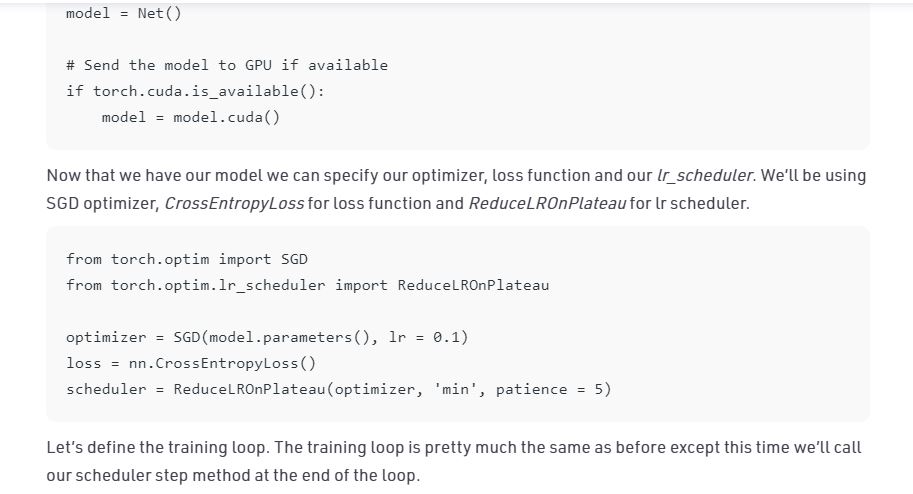 model = Net()
# Send the model to GPU if available
if torch.cuda.is_available():
    model = model.cuda()
Now that we have our model we can specify our optimizer, loss function and our lr_scheduler. We'll be using
SGD optimizer, CrossEntropyLoss for loss function and ReduceLROnPlateau for lr scheduler.
from torch.optim import SGD
from torch.optim.lr_scheduler import ReduceLROnPlateau
optimizer = SGD(model.parameters(), lr = 0.1)
loss = nn.CrossEntropyLoss()
scheduler = ReduceLROnPlateau(optimizer, 'min', patience = 5)
Let's define the training loop. The training loop is pretty much the same as before except this time we'll call
our scheduler step method at the end of the loop.